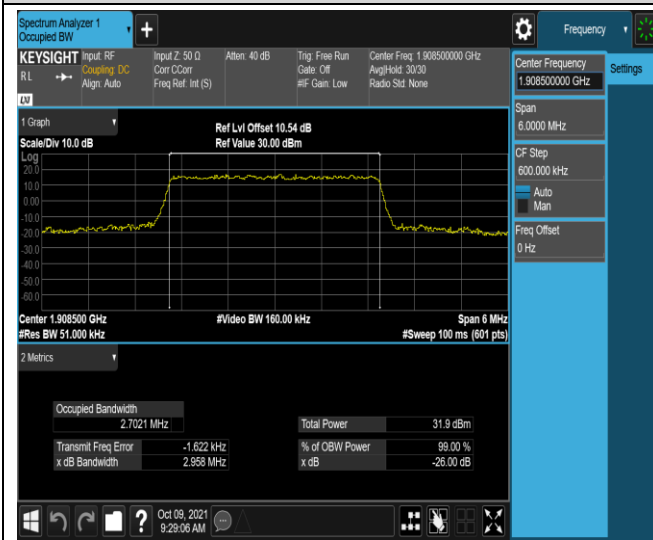 Spectrum Analyzer 1
Occupied BW
+
Frequency
KEYSIGHT Input: RF Input Z: 50 Ω Atten: 40 dB Trig: Free Run Center Freq: 1.908500000 GHz
RL Coupling: DC Corr CCorr Gate: Off Avg|Hold: 30/30
Align: Auto Freq Ref: Int (S) #IF Gain: Low Radio Std: None
LXI
Center Frequency
1.908500000 GHz
Settings
Span
6.0000 MHz
CF Step
600.000 kHz
Auto
Man
Freq Offset
0 Hz
1 Graph
Ref Lvl Offset 10.54 dB
Scale/Div 10.0 dB Ref Value 30.00 dBm
Log
20.0
10.0
0.00
-10.0
-20.0
-30.0
-40.0
-50.0
-60.0
Center 1.908500 GHz #Video BW 160.00 kHz Span 6 MHz
#Res BW 51.000 kHz #Sweep 100 ms (601 pts)
2 Metrics
Occupied Bandwidth
2.7021 MHz Total Power 31.9 dBm
Transmit Freq Error -1.622 kHz % of OBW Power 99.00 %
x dB Bandwidth 2.958 MHz x dB -26.00 dB
? Oct 09, 2021
9:29:06 AM